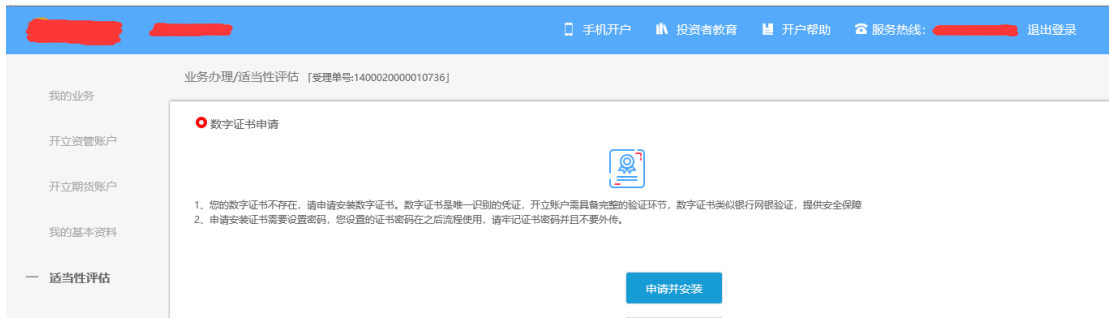 手机开户 投资者教育 开户帮助 服务热线: 退出登录
业务办理/适当性评估「受理单号:1400020000010736」
我的业务
数字证书申请
开立资管账户
开立期货账户
1、您的数字证书不存在，请申请安装数字证书。数字证书是唯一识别的凭证，开立账户需具备完整的验证环节，数字证书类似银行网银验证，提供安全保障
2、申请安装证书需要设置密码，您设置的证书密码在之后流程使用，请牢记证书密码并且不要外传。
我的基本资料
一 适当性评估
申请并安装